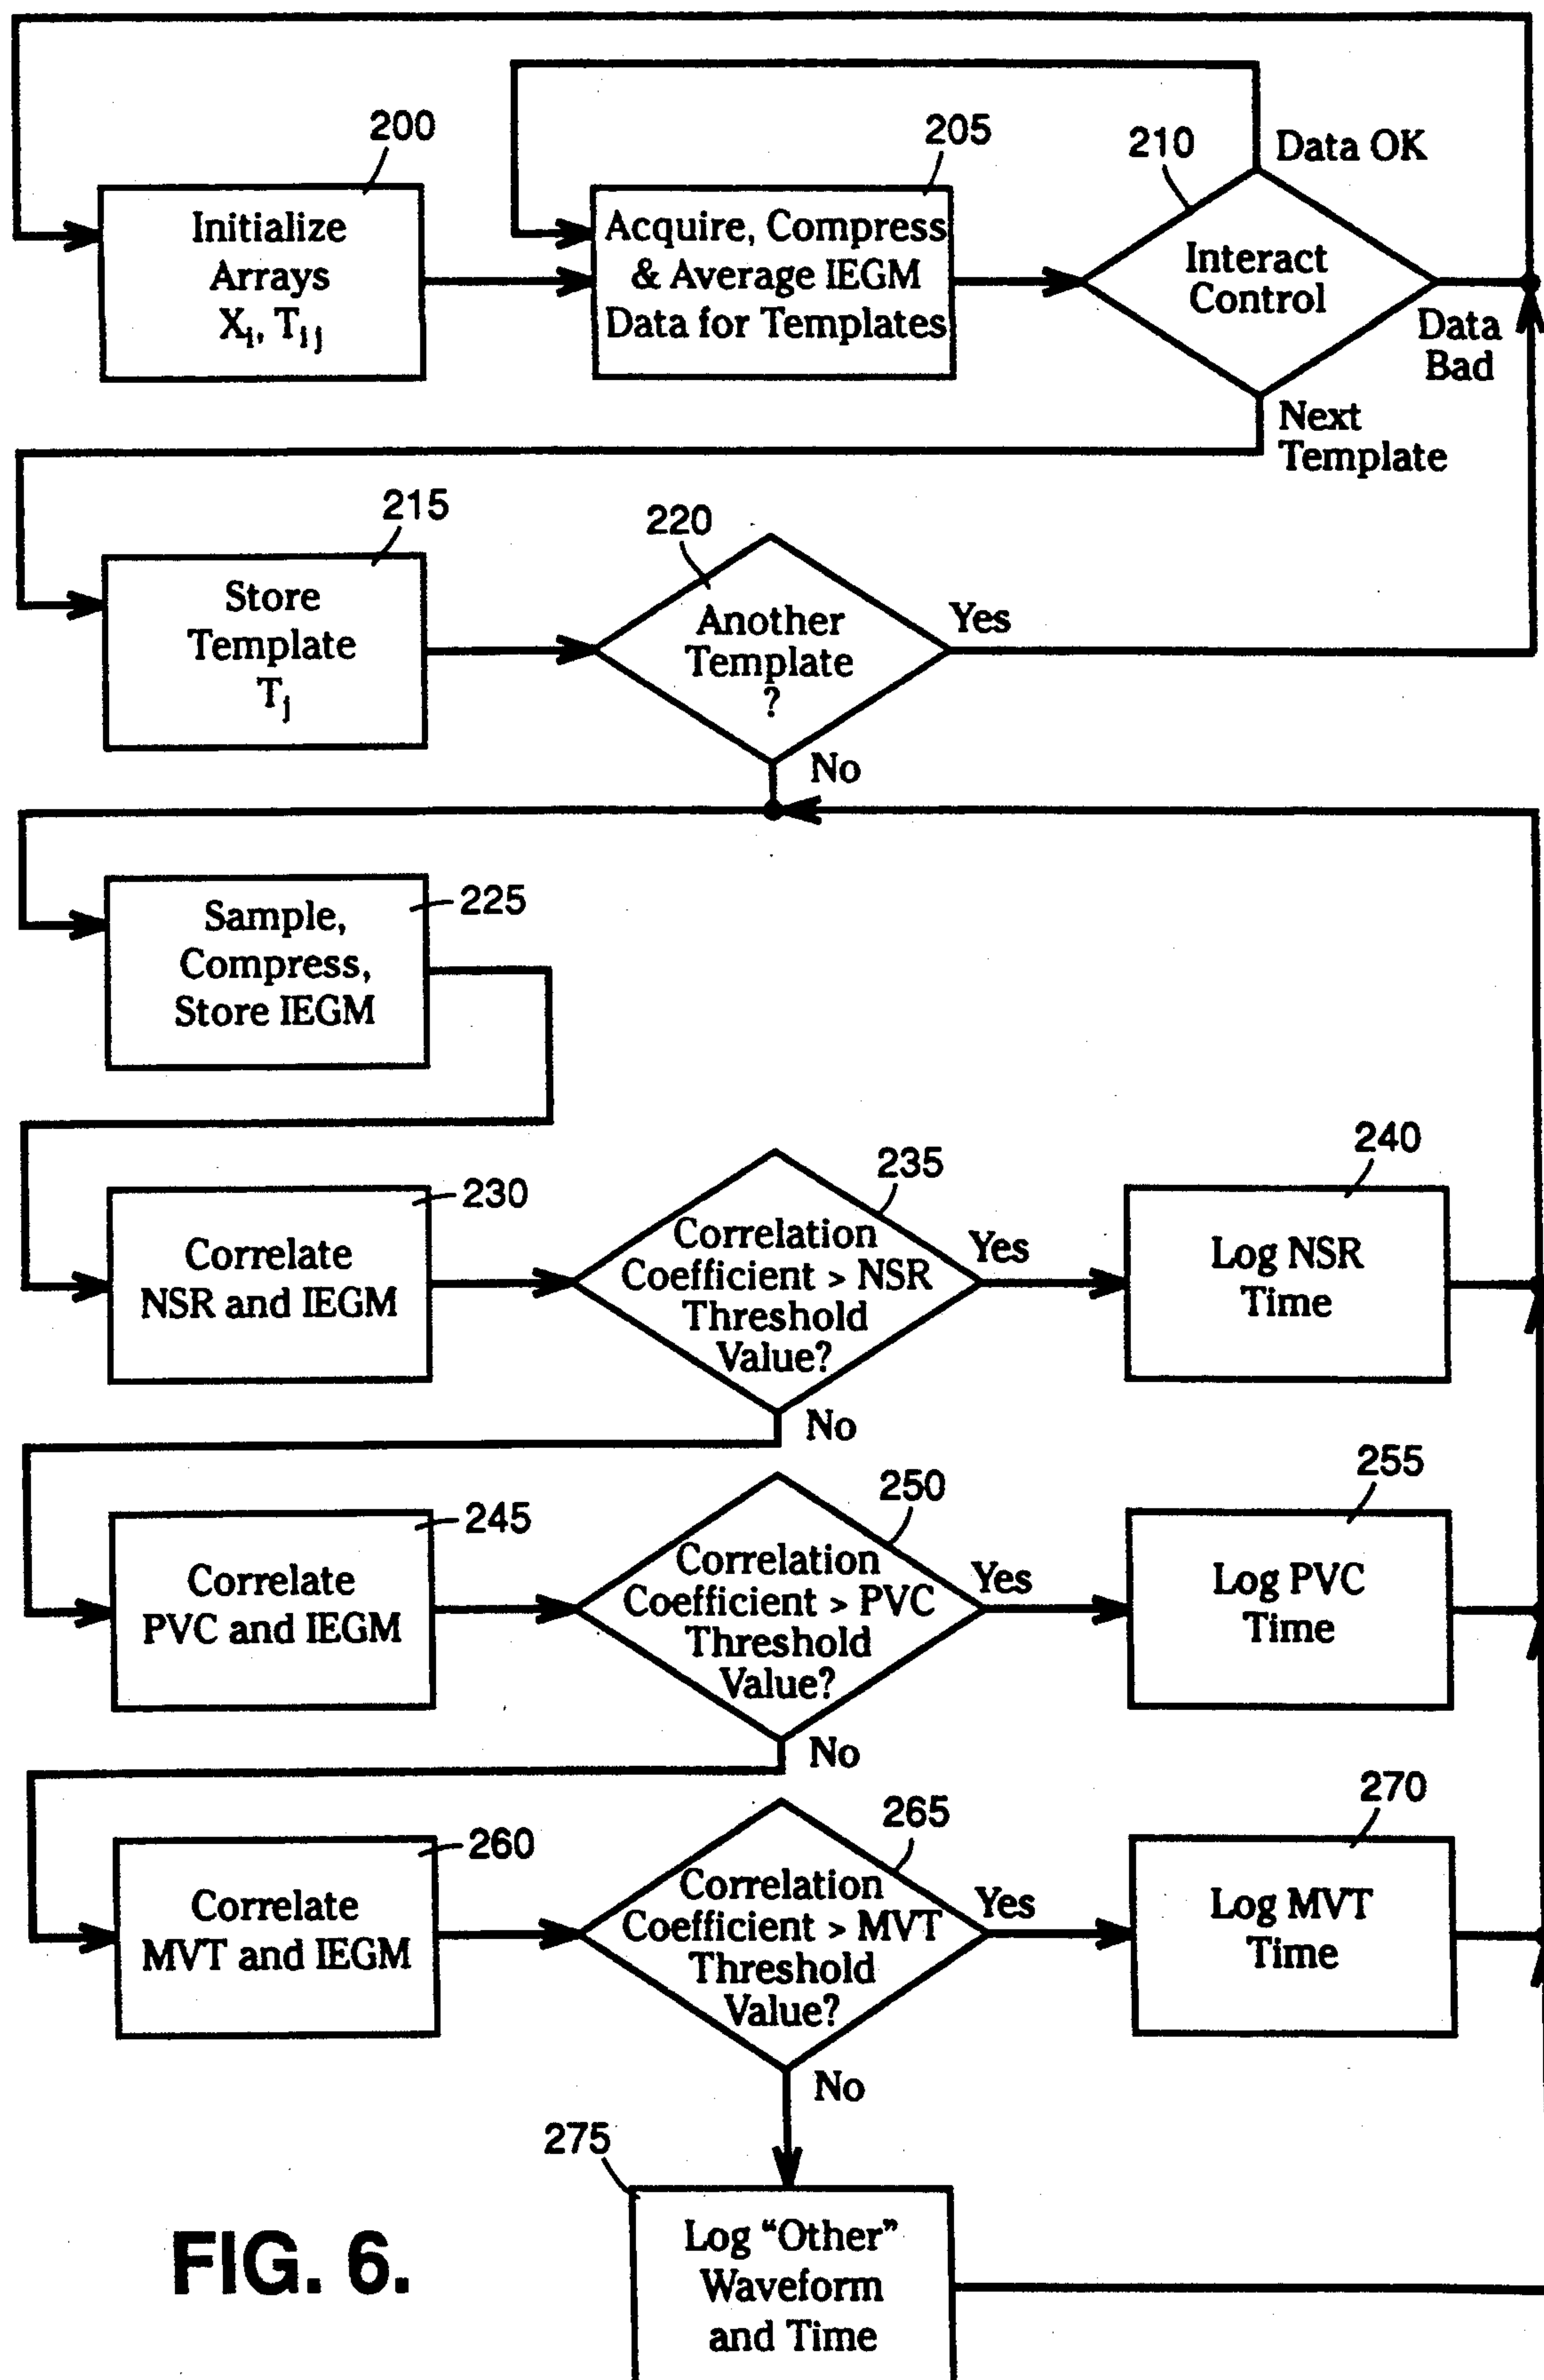 200
Initialize
Arrays
Xi, Tij
205
Acquire, Compress
& Average IEGM
Data for Templates
210
Interact
Control
Data OK
Data
Bad
Next
Template
215
Store
Template
Tj
220
Another
Template
?
Yes
No
225
Sample,
Compress,
Store IEGM
230
Correlate
NSR and IEGM
235
Correlation
Coefficient > NSR
Threshold
Value?
Yes
No
240
Log NSR
Time
245
Correlate
PVC and IEGM
250
Correlation
Coefficient > PVC
Threshold
Value?
Yes
No
255
Log PVC
Time
260
Correlate
MVT and IEGM
265
Correlation
Coefficient > MVT
Threshold
Value?
Yes
No
270
Log MVT
Time
275
Log “Other”
Waveform
and Time
FIG. 6.